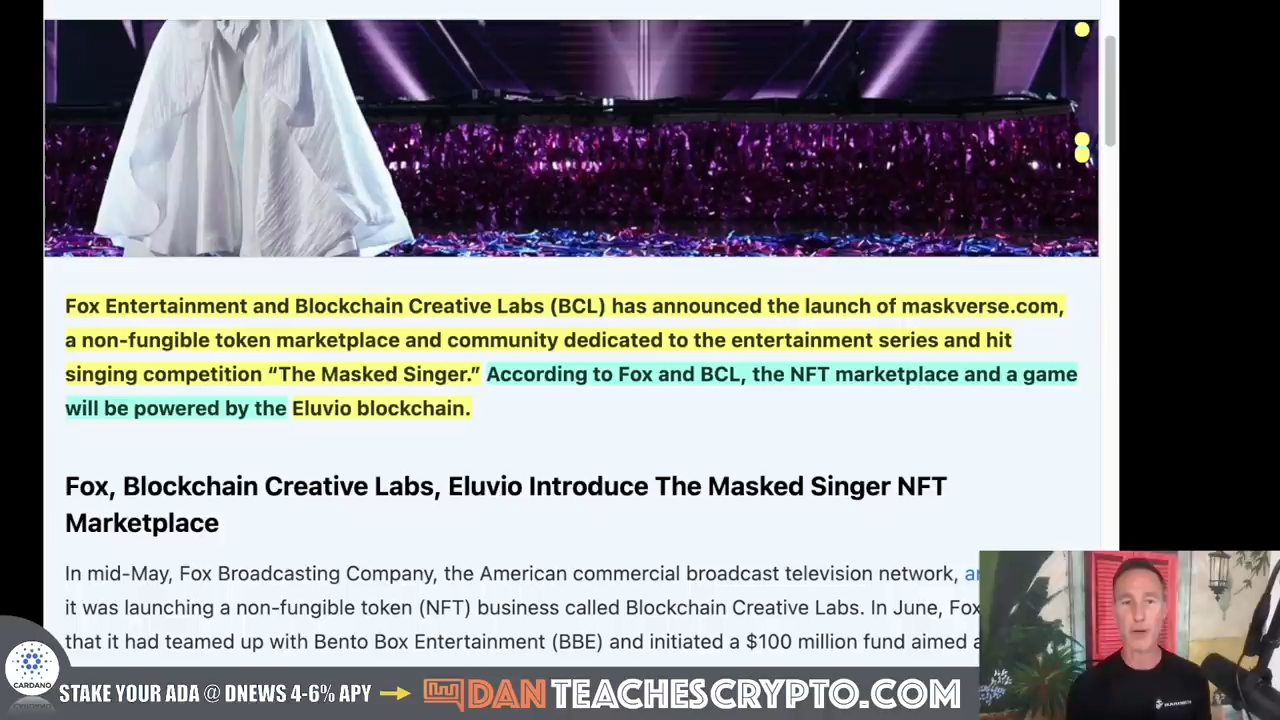 Fox Entertainment and Blockchain Creative Labs (BCL) has announced the launch of maskverse.com,
a non-fungible token marketplace and community dedicated to the entertainment series and hit
singing competition “The Masked Singer.” According to Fox and BCL, the NFT marketplace and a game
will be powered by the Eluvio blockchain.
Fox, Blockchain Creative Labs, Eluvio Introduce The Masked Singer NFT
Marketplace
In mid-May, Fox Broadcasting Company, the American commercial broadcast television network,
it was launching a non-fungible token (NFT) business called Blockchain Creative Labs. In June, Fox
that it had teamed up with Bento Box Entertainment (BBE) and initiated a $100 million fund aimed
CARDANO
STAKE YOUR ADA @ DNEWS 4-6% APY
DANTEACHESCRYPTO.COM